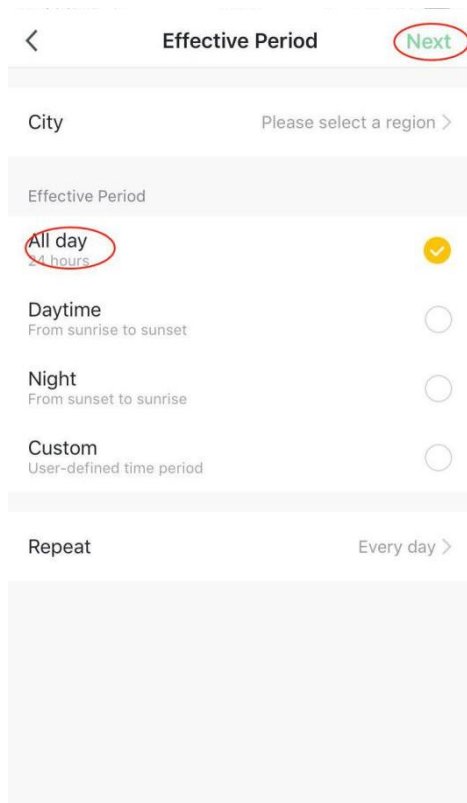 Effective Period
Next
City
Please select a region
Effective Period
All day
24 hours
Daytime
From sunrise to sunset
Night
From sunset to sunrise
Custom
User-defined time period
Repeat
Every day